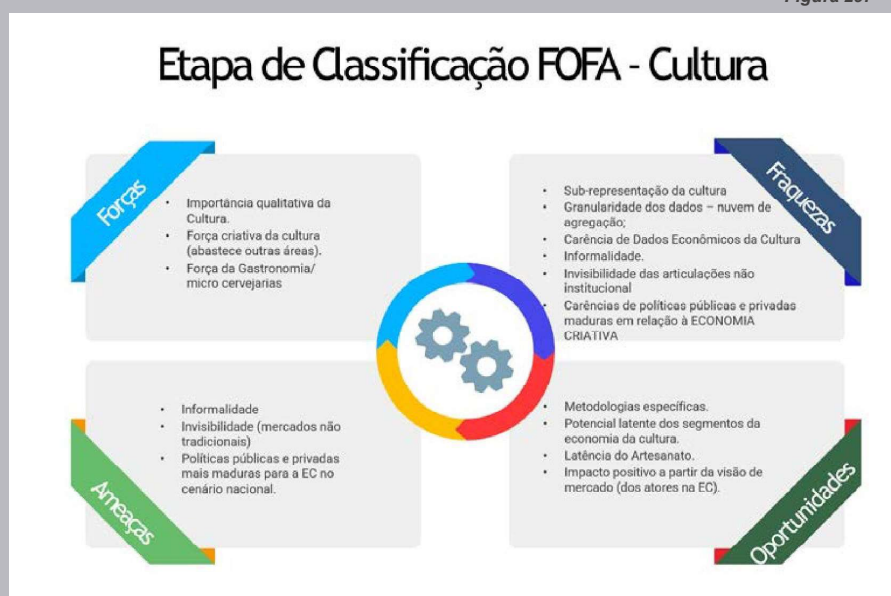 Etapa de Classificação FOFA - Cultura
Forças
• Importância qualitativa da
Cultura.
• Força criativa da cultura
(abastece outras áreas).
• Força da Gastronomia/
micro cervejarias
Fraquezas
• Sub-representação da cultura
• Granularidade dos dados – nuvem de
agregação;
• Carência de Dados Econômicos da Cultura
• Informalidade.
• Invisibilidade das articulações não
institucional
• Carências de políticas públicas e privadas
maduras em relação à ECONOMIA
CRIATIVA
Ameaças
• Informalidade
• Invisibilidade (mercados não
tradicionais)
• Políticas públicas e privadas
mais maduras para a EC no
cenário nacional.
Oportunidades
• Metodologias específicas.
• Potencial latente dos segmentos da
economia da cultura.
• Latência do Artesanato.
• Impacto positivo a partir da visão de
mercado (dos atores na EC).